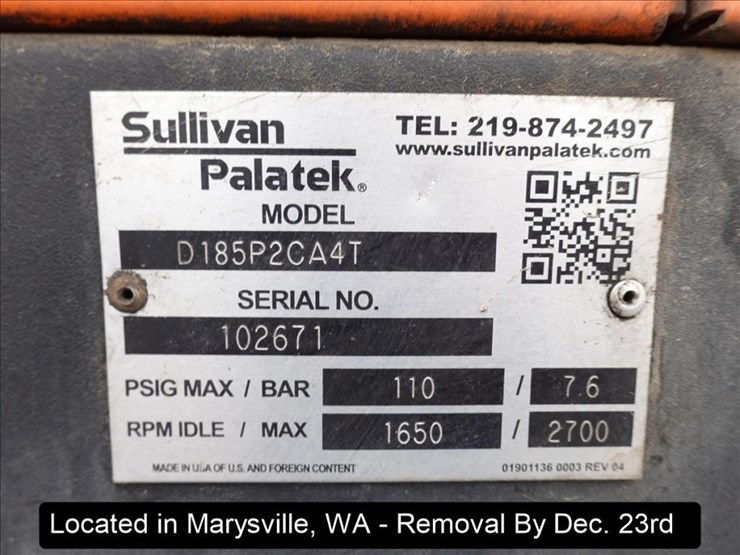 Sullivan
Palatek®
TEL: 219-874-2497
www.sullivanpalatek.com
MODEL
D185P2CA4T
SERIAL NO.
102671
PSIG MAX / BAR 110 / 7.6
RPM IDLE / MAX 1650 / 2700
MADE IN USA OF U.S. AND FOREIGN CONTENT
01901136 0003 REV 04
Located in Marysville, WA - Removal By Dec. 23rd